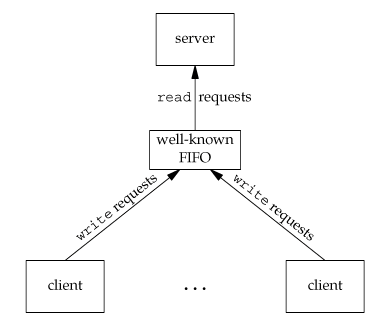 server
read requests
well-known
FIFO
write requests
write requests
client
...
client